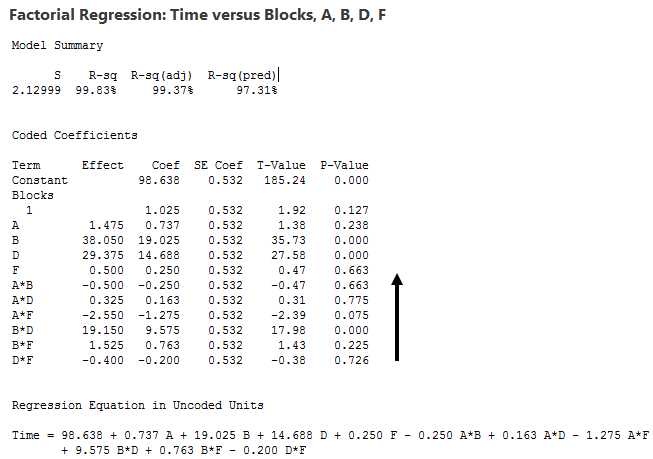 Factorial Regression: Time versus Blocks, A, B, D, F
Model Summary
S R-sq R-sq(adj) R-sq(pred)
2.12999 99.83% 99.37% 97.31%
Coded Coefficients
Term Effect Coef SE Coef T-Value P-Value
Constant 98.638 0.532 185.24 0.000
Blocks
1 1.025 0.532 1.92 0.127
A 1.475 0.737 0.532 1.38 0.238
B 38.050 19.025 0.532 35.73 0.000
D 29.375 14.688 0.532 27.58 0.000
F 0.500 0.250 0.532 0.47 0.663
A*B -0.500 -0.250 0.532 -0.47 0.663
A*D 0.325 0.163 0.532 0.31 0.775
A*F -2.550 -1.275 0.532 -2.39 0.075
B*D 19.150 9.575 0.532 17.98 0.000
B*F 1.525 0.763 0.532 1.43 0.225
D*F -0.400 -0.200 0.532 -0.38 0.726
Regression Equation in Uncoded Units
Time = 98.638 + 0.737 A + 19.025 B + 14.688 D + 0.250 F - 0.250 A*B + 0.163 A*D - 1.275 A*F
+ 9.575 B*D + 0.763 B*F - 0.200 D*F